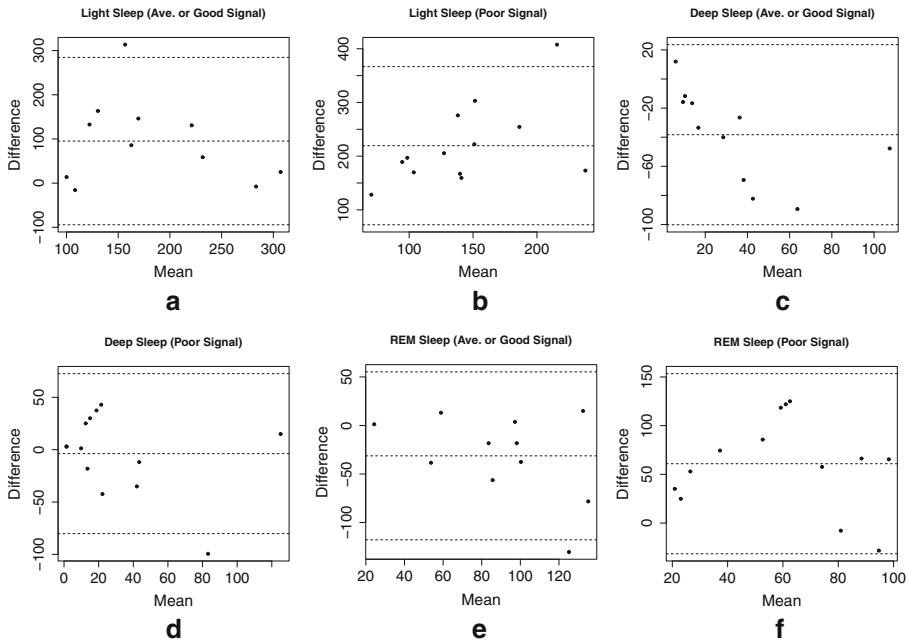 Light Sleep (Ave. or Good Signal)
Difference
300
200
100
0
−100
100
150
200
250
300
Mean
a
Light Sleep (Poor Signal)
Difference
400
300
200
100
100
150
200
Mean
b
Deep Sleep (Ave. or Good Signal)
Difference
20
−20
−60
−100
20
40
60
80
100
Mean
c
Deep Sleep (Poor Signal)
Difference
50
0
−50
−100
0
20
40
60
80
100
Mean
d
REM Sleep (Ave. or Good Signal)
Difference
50
0
−50
−100
20
40
60
80
100
120
Mean
e
REM Sleep (Poor Signal)
Difference
150
100
50
0
20
40
60
80
100
Mean
f